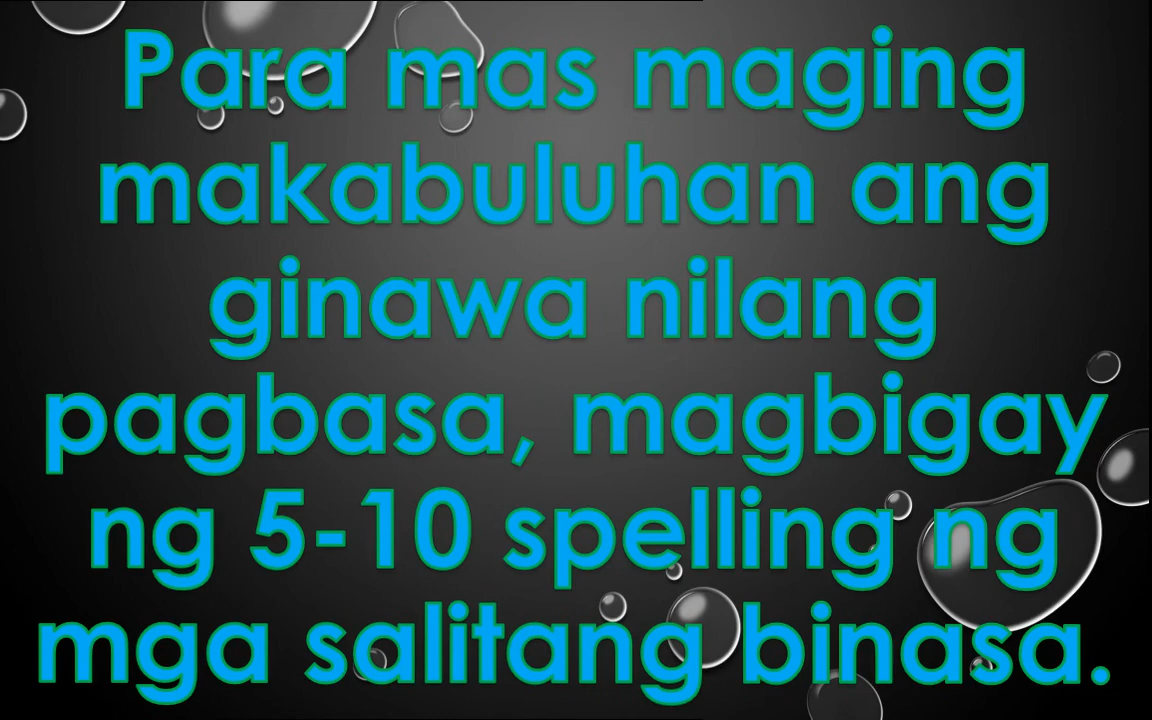 Para mas maging
makabuluhan ang
ginawa nilang
pagbasa, magbigay
ng 5-10 spelling ng
mga salitang binasa.